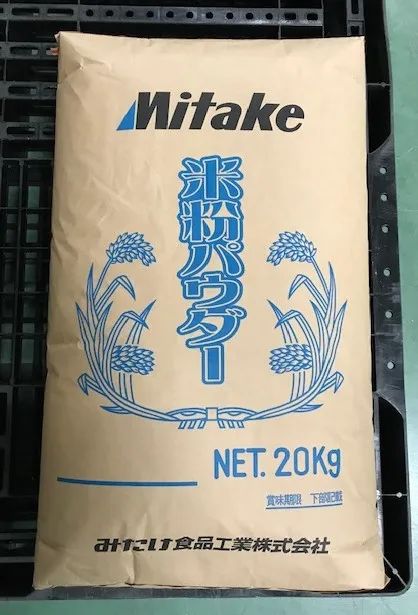 Mitake
米粉パウダー
NET. 20Kg
賞味期限 下部記載
みたけ食品工業株式会社